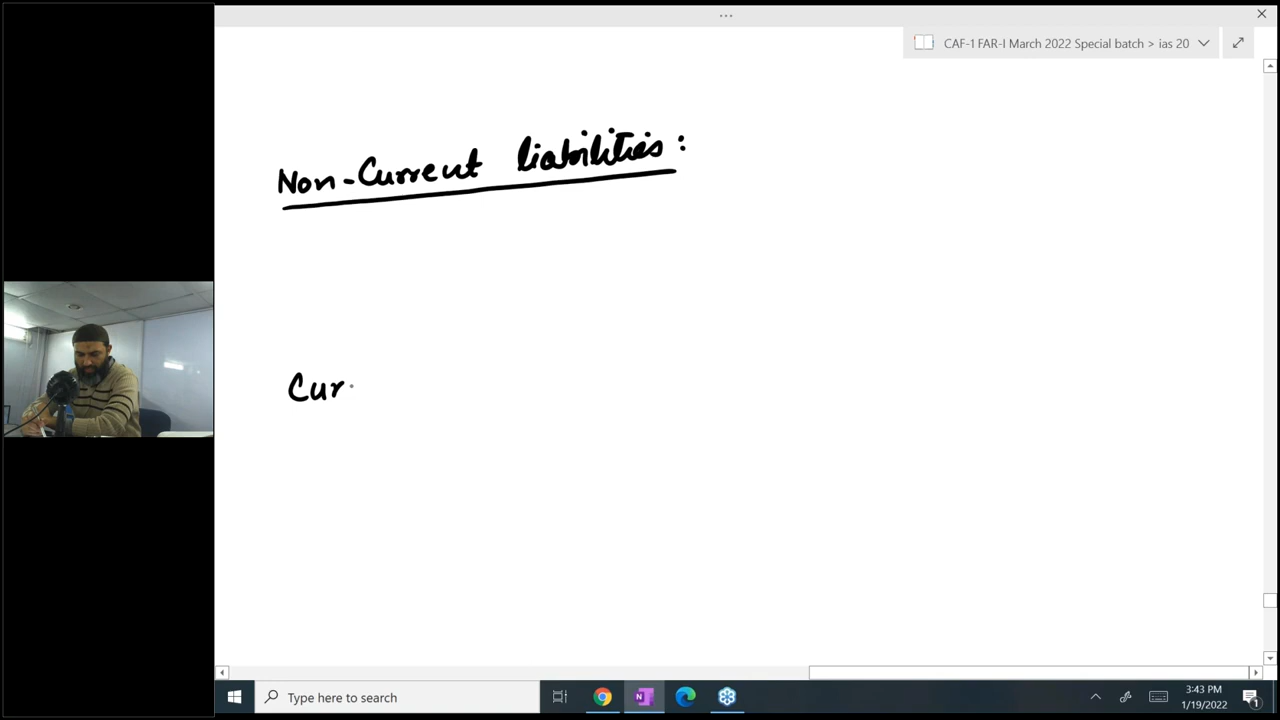 CAF-1 FAR-I March 2022 Special batch > ias 20
Non-Current liabilities :
Cur
Type here to search
3:43 PM
1/19/2022
1